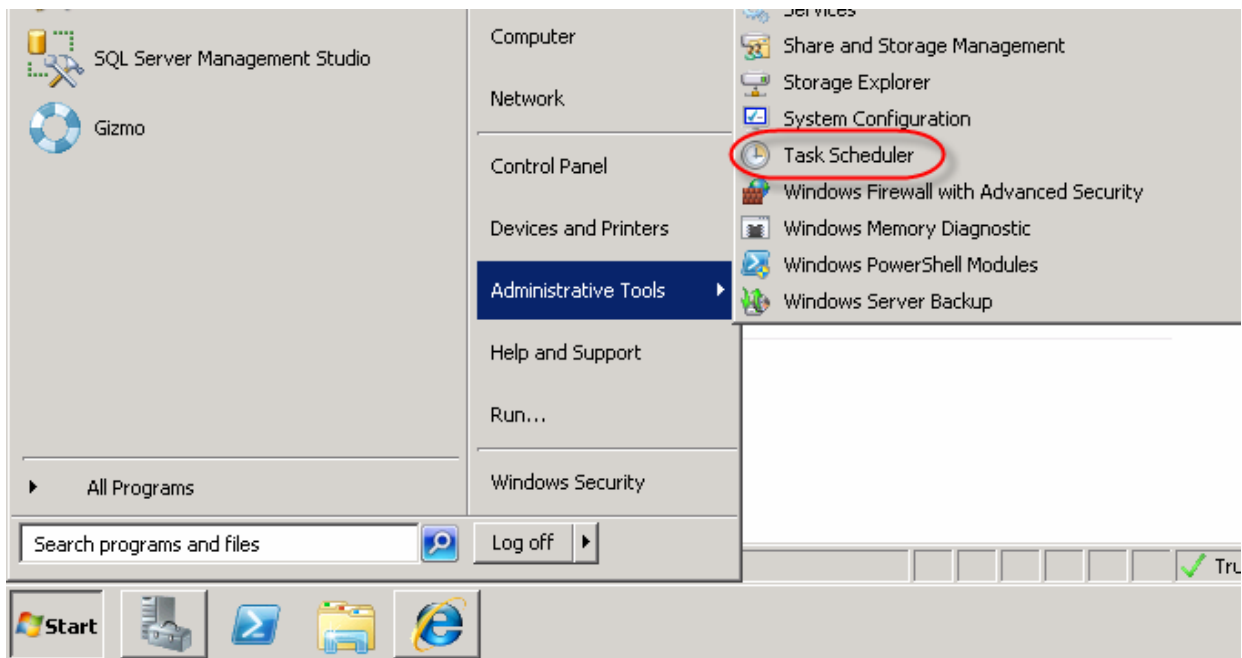 SQL Server Management Studio
Gizmo
All Programs
Search programs and files
Computer
Network
Control Panel
Devices and Printers
Administrative Tools
Help and Support
Run...
Windows Security
Log off
Services
Share and Storage Management
Storage Explorer
System Configuration
Task Scheduler
Windows Firewall with Advanced Security
Windows Memory Diagnostic
Windows PowerShell Modules
Windows Server Backup
Tru
Start